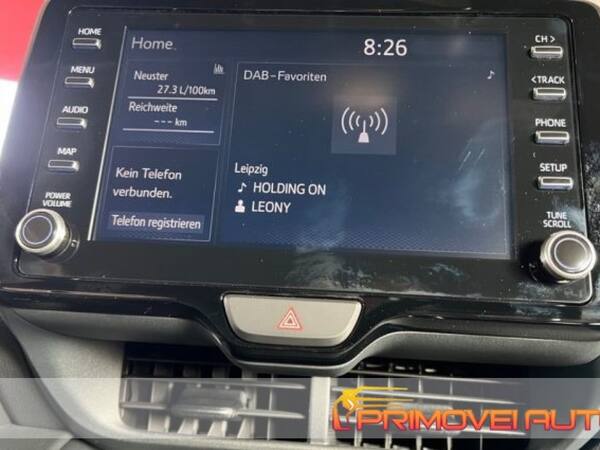 HOME
MENU
AUDIO
MAP
POWER
VOLUME
Home
8:26
Neuster
27.3 L/100km
Reichweite
--- km
Kein Telefon
verbunden.
Telefon registrieren
DAB-Favoriten
Leipzig
HOLDING ON
LEONY
CH >
<TRACK
PHONE
SETUP
TUNE
SCROLL
PRIMOVEI AUTO